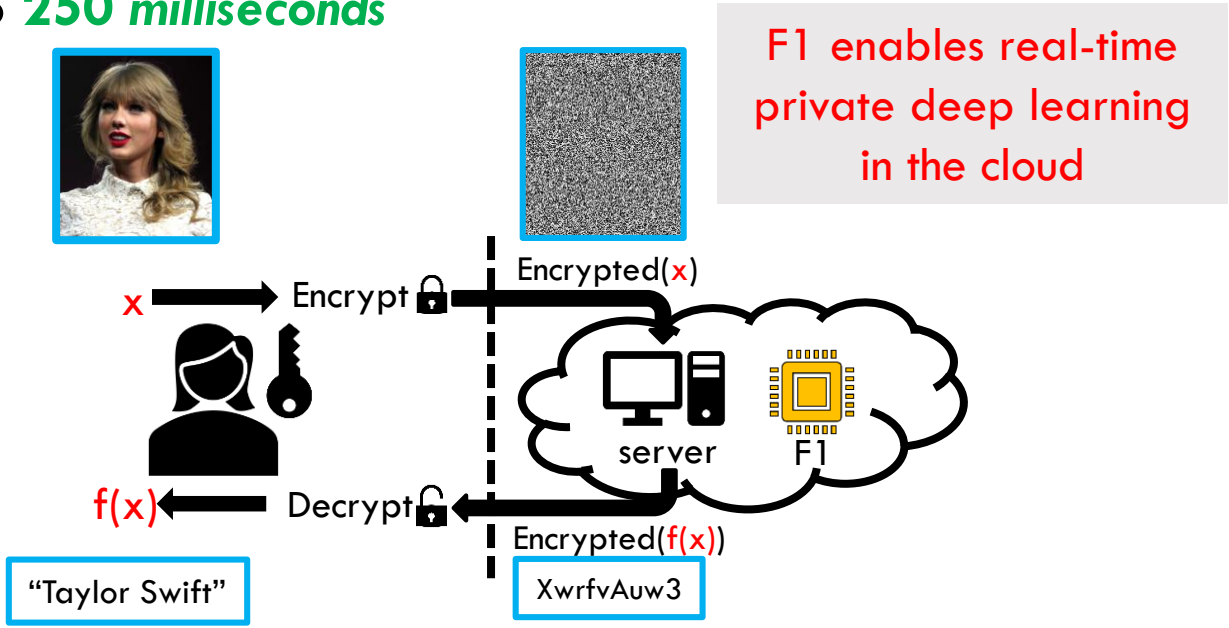 250 milliseconds
F1 enables real-time
private deep learning
in the cloud
Encrypted(x)
x
Encrypt
server
F1
f(x)
Decrypt
Encrypted(f(x))
“Taylor Swift”
XwrfvAuw3